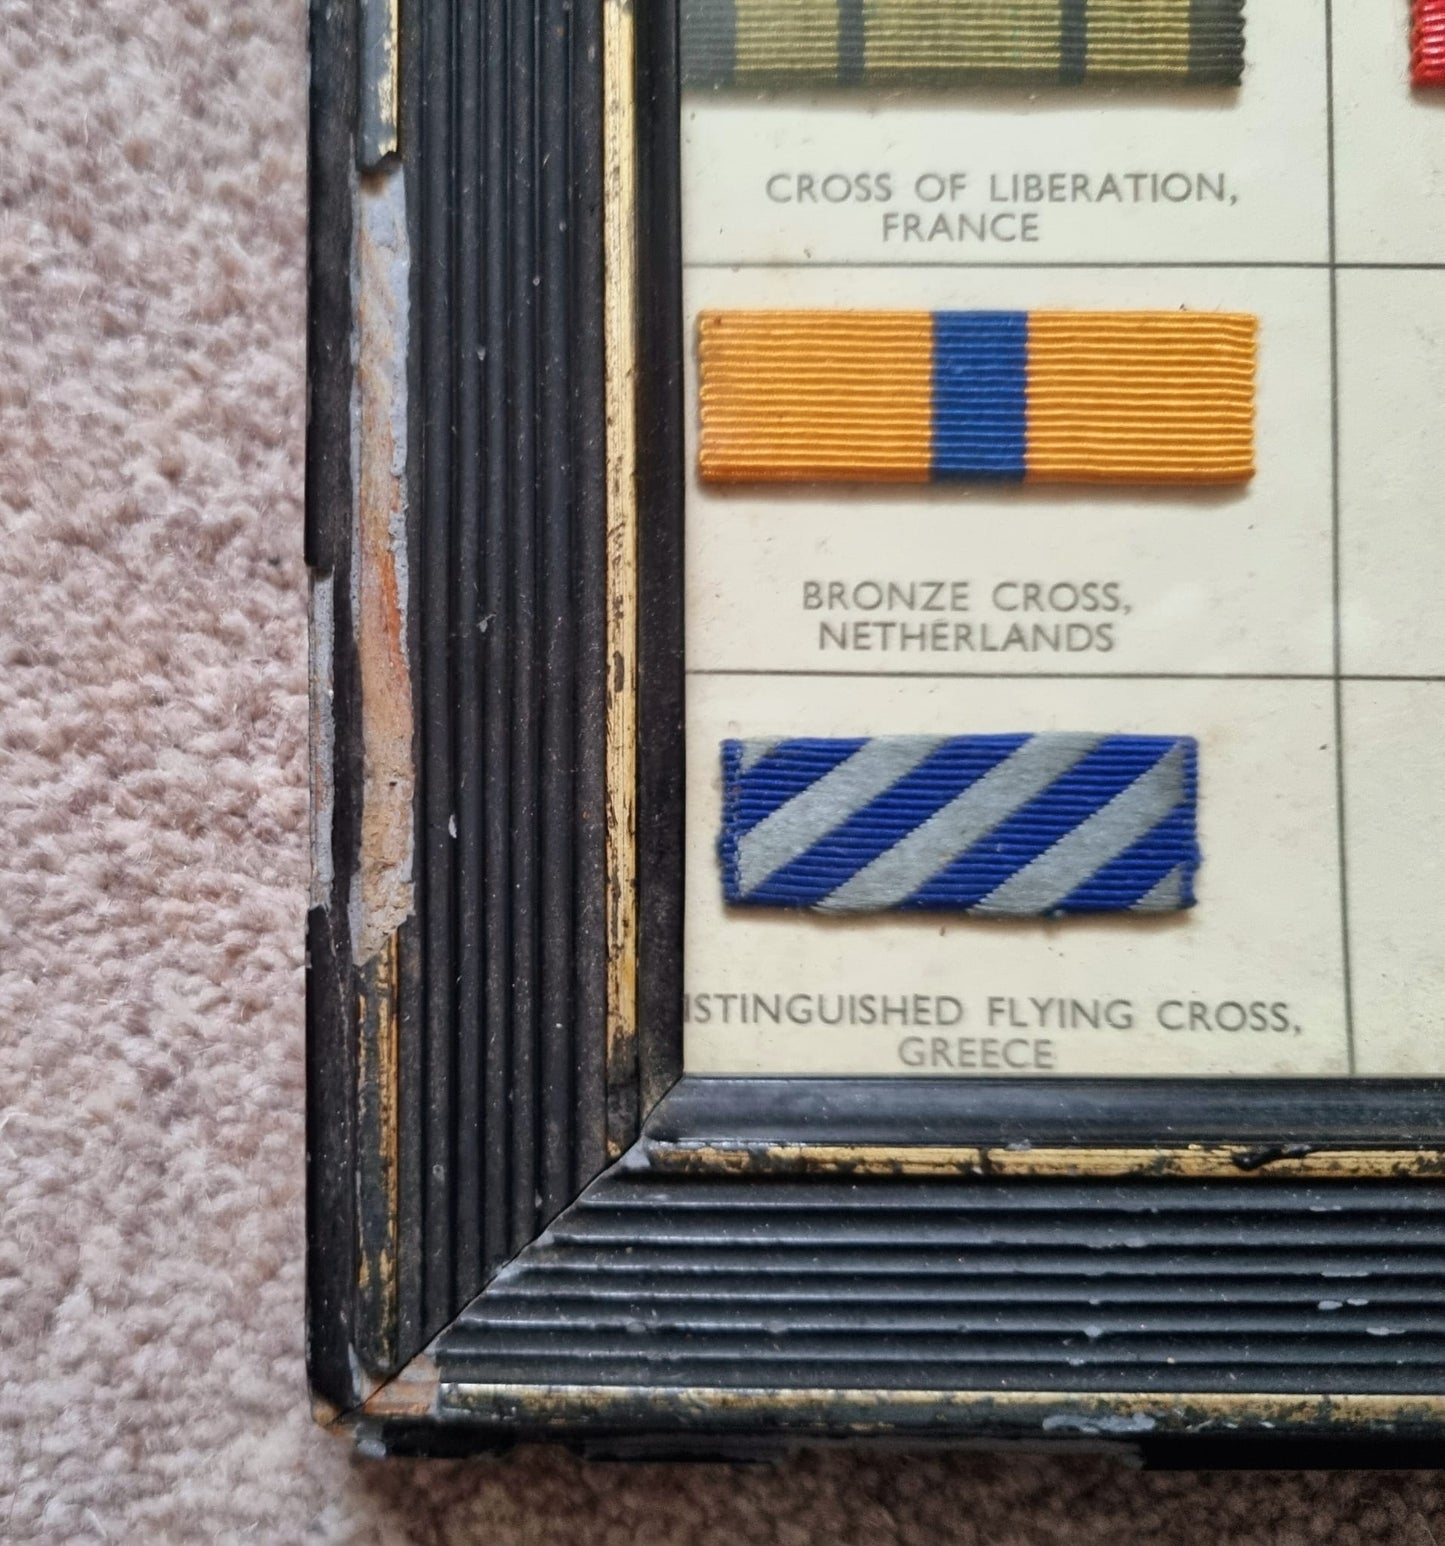 CROSS OF LIBERATION,
FRANCE
BRONZE CROSS,
NETHERLANDS
ISTINGUISHED FLYING CROSS,
GREECE